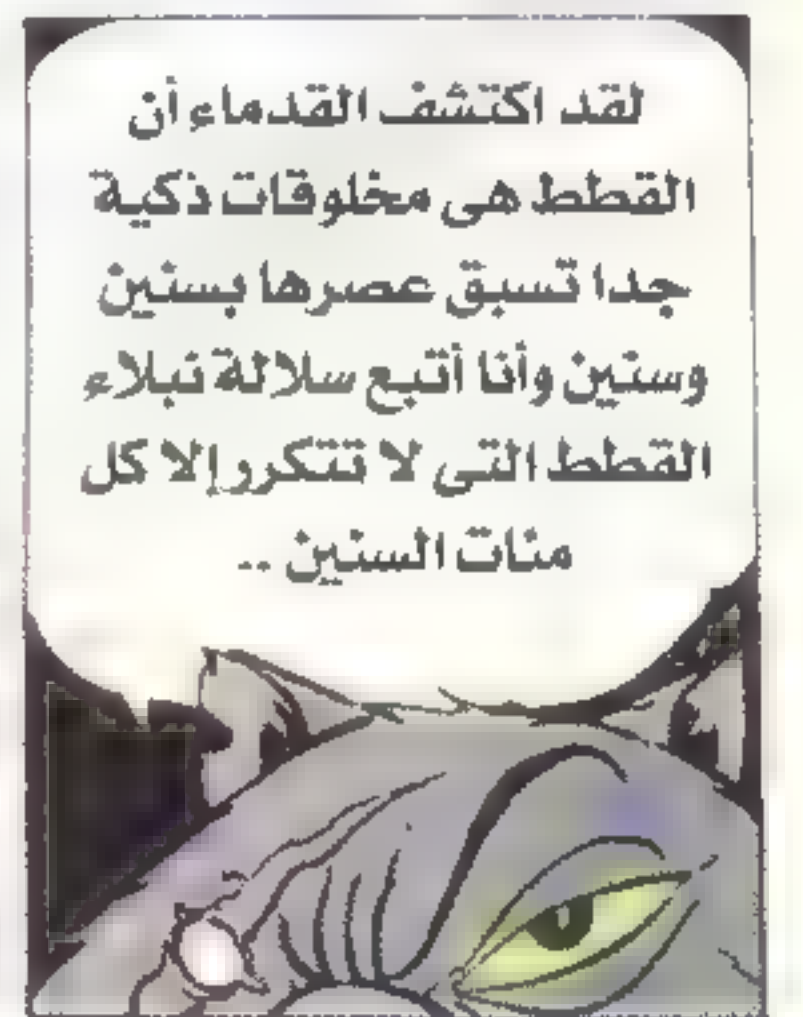 لقد اكتشف القدماء أن
القطط هى مخلوقات ذكية
جدا تسبق عصرها بسنين
وسنين وأنا أتبع سلالة نبلاء
القطط التى لا تتكرر إلا كل
مئات السنين ..